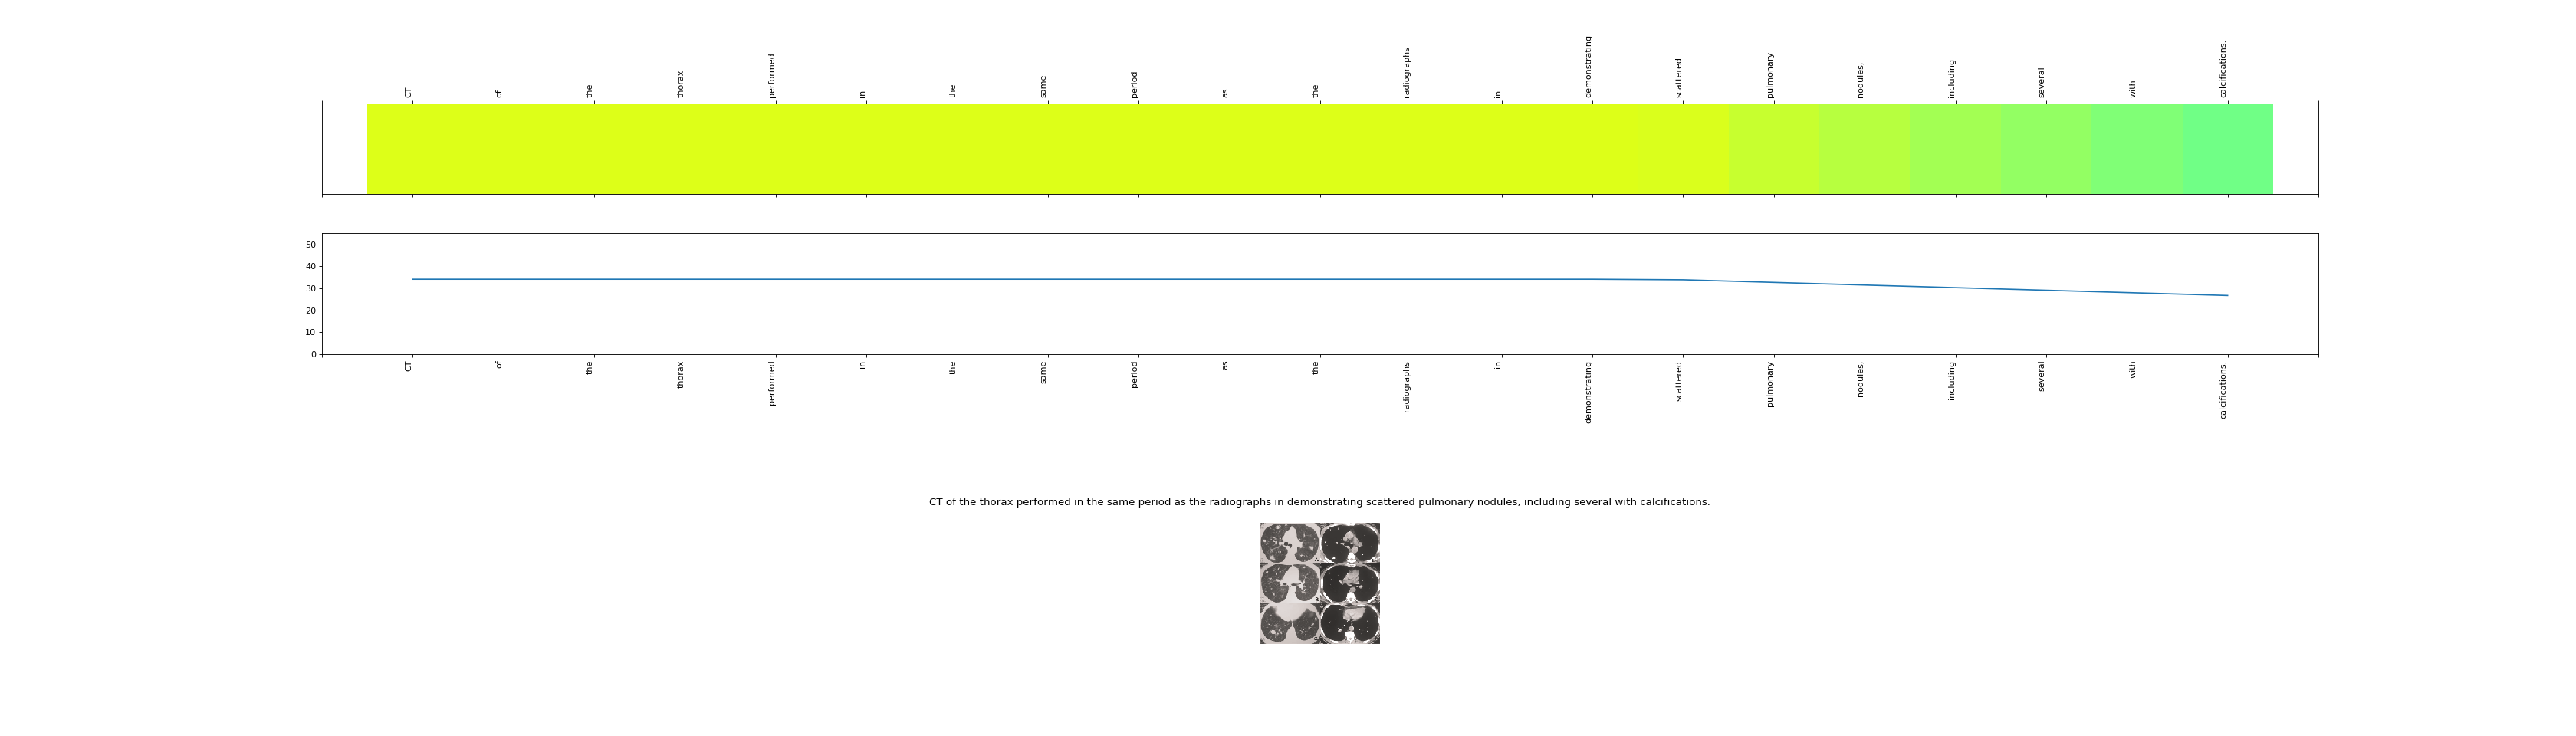 CT of the thorax performed in the same period as the radiographs in demonstrating scattered pulmonary nodules, including several with calcifications.
50
40
30
20
10
0
CT of the thorax performed in the same period as the radiographs in demonstrating scattered pulmonary nodules, including several with calcifications.
CT of the thorax performed in the same period as the radiographs in demonstrating scattered pulmonary nodules, including several with calcifications.